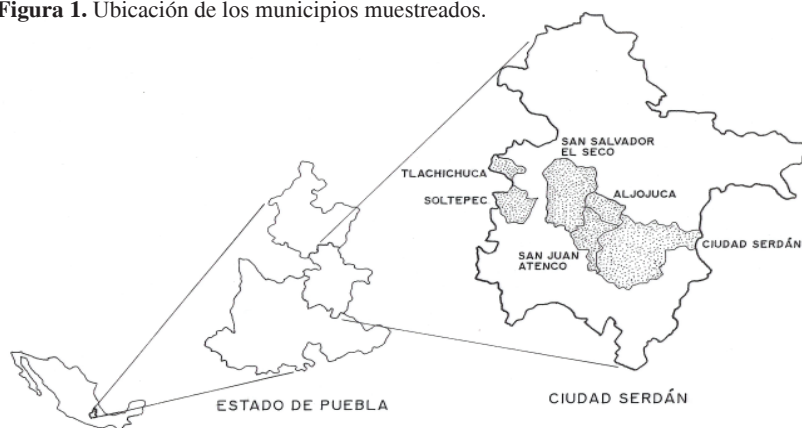 Figura 1. Ubicación de los municipios muestreados.
SAN SALVADOR
EL SECO
TLACHICHUCA
SOLTEPEC
ALJOJUCA
CIUDAD SERDÁN
SAN JUAN
ATENCO
ESTADO DE PUEBLA
CIUDAD SERDÁN